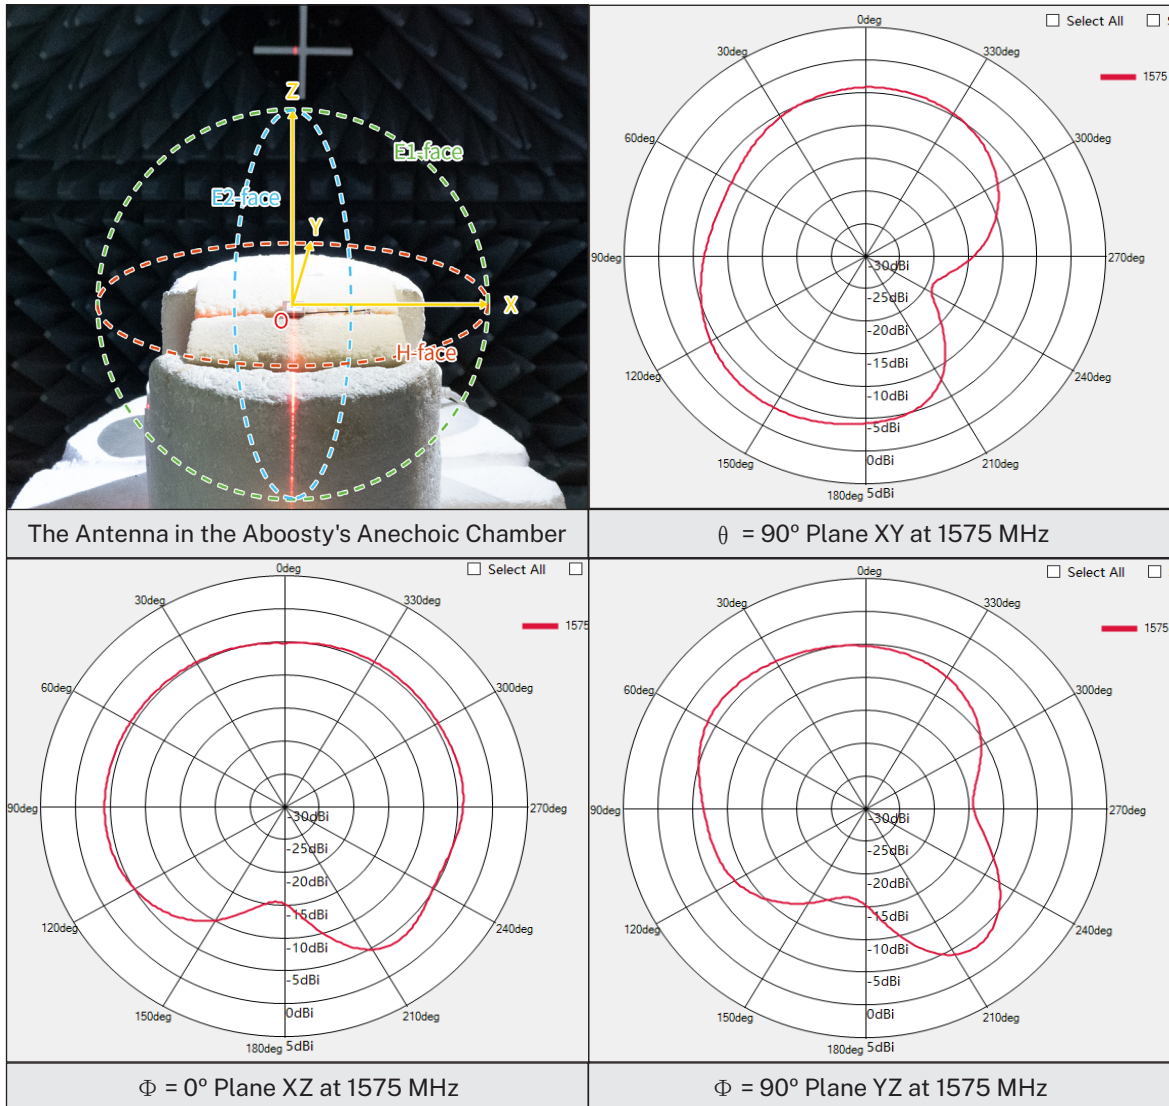 Z
E1-face
E2-face
Y
X
O
H-face
The Antenna in the Aboosty's Anechoic Chamber
0deg
Select All
30deg
330deg
1575
60deg
300deg
90deg
270deg
-30dBi
-25dBi
-20dBi
-15dBi
120deg
240deg
-10dBi
-5dBi
150deg
210deg
0dBi
180deg 5dBi
θ = 90° Plane XY at 1575 MHz
0deg
Select All
30deg
330deg
1575
60deg
300deg
90deg
270deg
-30dBi
-25dBi
-20dBi
-15dBi
120deg
240deg
-10dBi
-5dBi
150deg
210deg
0dBi
180deg 5dBi
Φ = 0° Plane XZ at 1575 MHz
0deg
Select All
30deg
330deg
1575
60deg
300deg
90deg
270deg
-30dBi
-25dBi
-20dBi
-15dBi
120deg
240deg
-10dBi
-5dBi
150deg
210deg
0dBi
180deg 5dBi
Φ = 90° Plane YZ at 1575 MHz